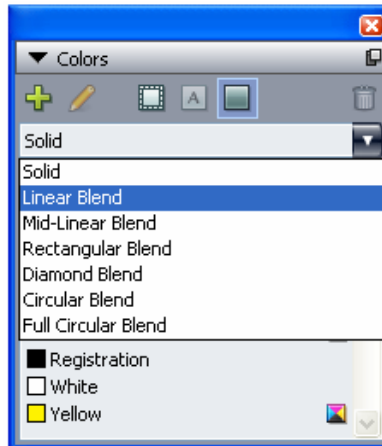 Colors
A
Solid
Solid
Linear Blend
Mid-Linear Blend
Rectangular Blend
Diamond Blend
Circular Blend
Full Circular Blend
Registration
White
Yellow